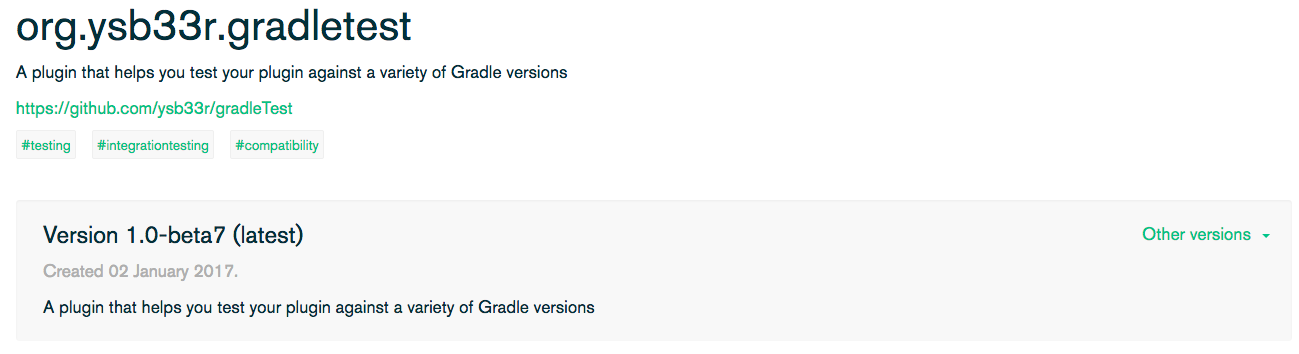 org.ysb33r.gradletest
A plugin that helps you test your plugin against a variety of Gradle versions
https://github.com/ysb33r/gradleTest
#testing #integrationtesting #compatibility
Version 1.0-beta7 (latest) Other versions
Created 02 January 2017.
A plugin that helps you test your plugin against a variety of Gradle versions